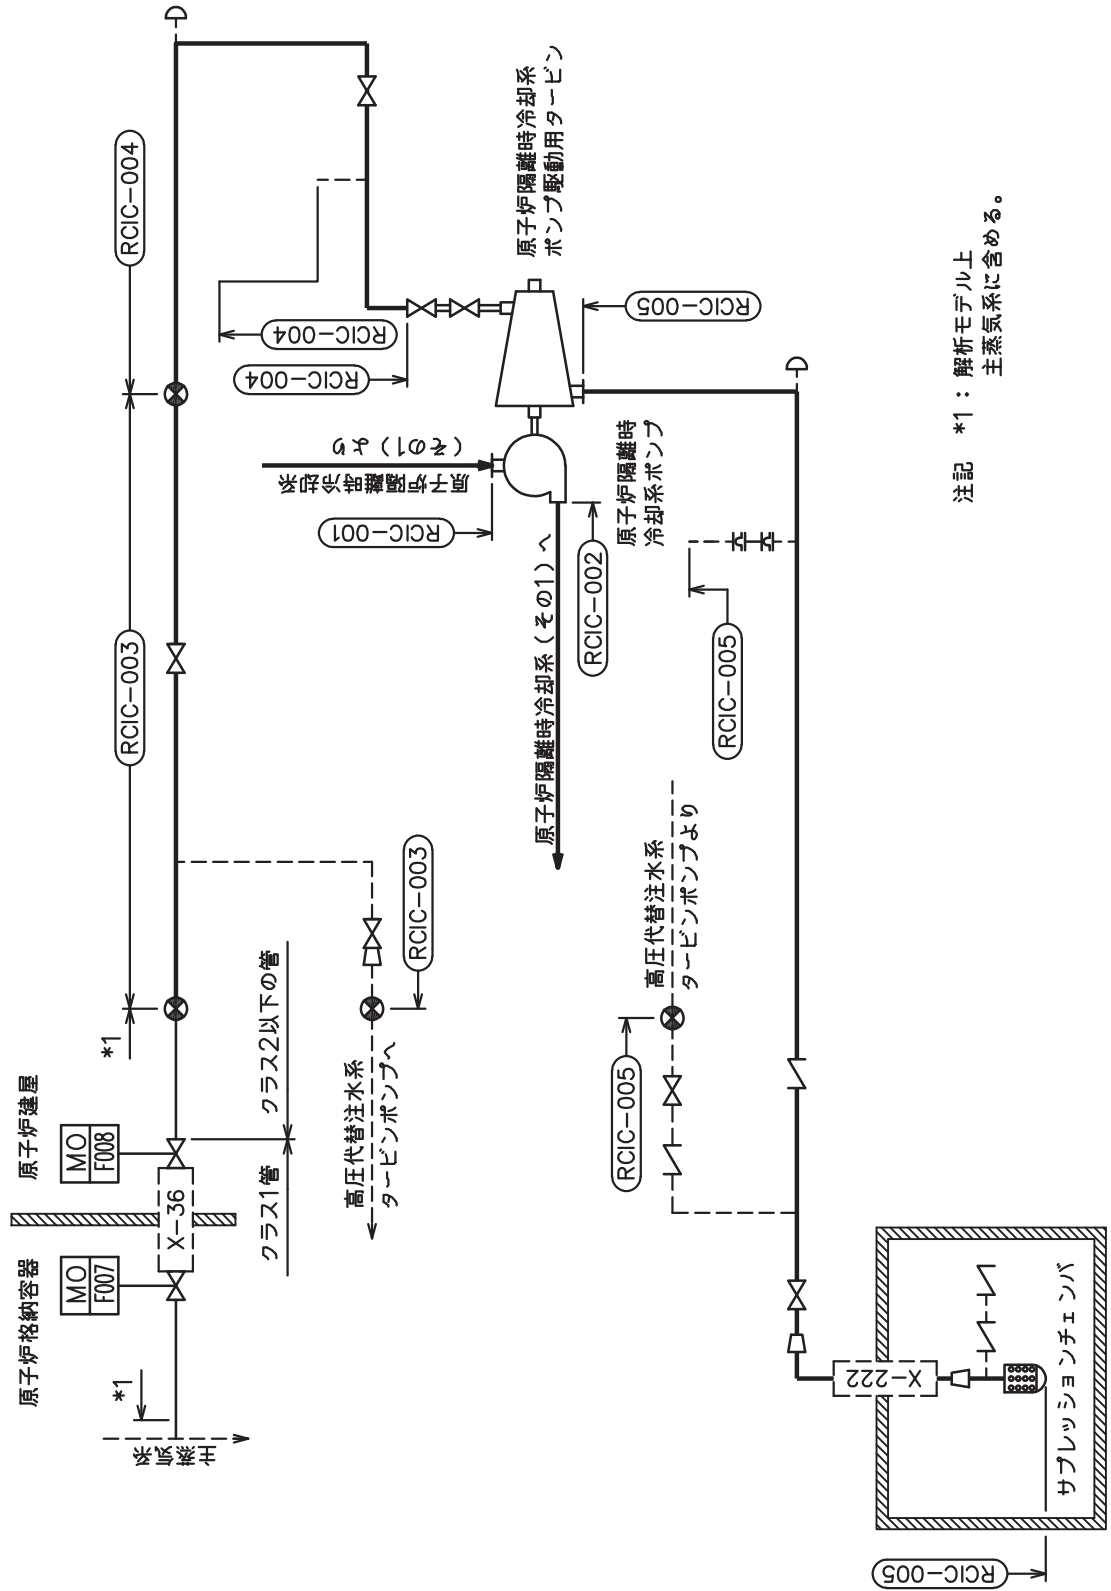 原子炉格納容器
原子炉建屋
MO
F007
MO
F008
X-36
*1
*1
主蒸気系
クラス1管
クラス2以下の管
RCIC-003
RCIC-004
高圧代替注水系
タービンポンプへ
RCIC-003
RCIC-004
RCIC-004
原子炉隔離時冷却系
(その1)より
RCIC-001
原子炉隔離時冷却系
ポンプ駆動用タービン
原子炉隔離時冷却系(その1)へ
RCIC-002
原子炉隔離時
冷却系ポンプ
RCIC-005
高圧代替注水系
タービンポンプより
RCIC-005
RCIC-005
X-222
サプレッションチェンバ
RCIC-005
注記 *1:解析モデル上
主蒸気系に含める。